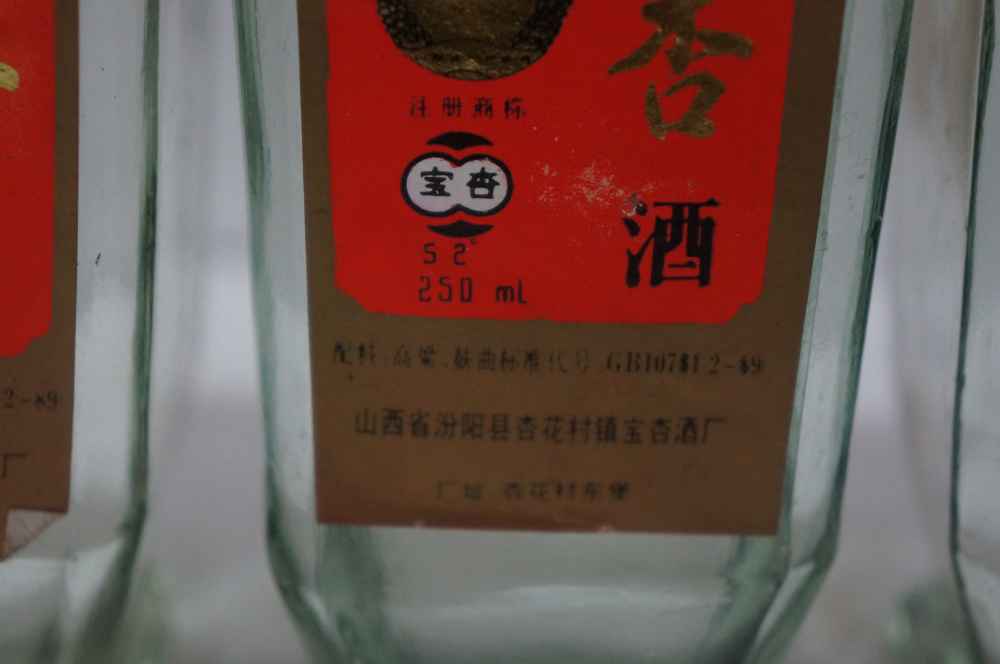 杏
注册商标
宝杏
酒
52°
250 mL
配料:高粱、麸曲标准代号 GB10781·2-89
山西省汾阳县杏花村镇宝杏酒厂
厂址 杏花村东堡
2-89
厂